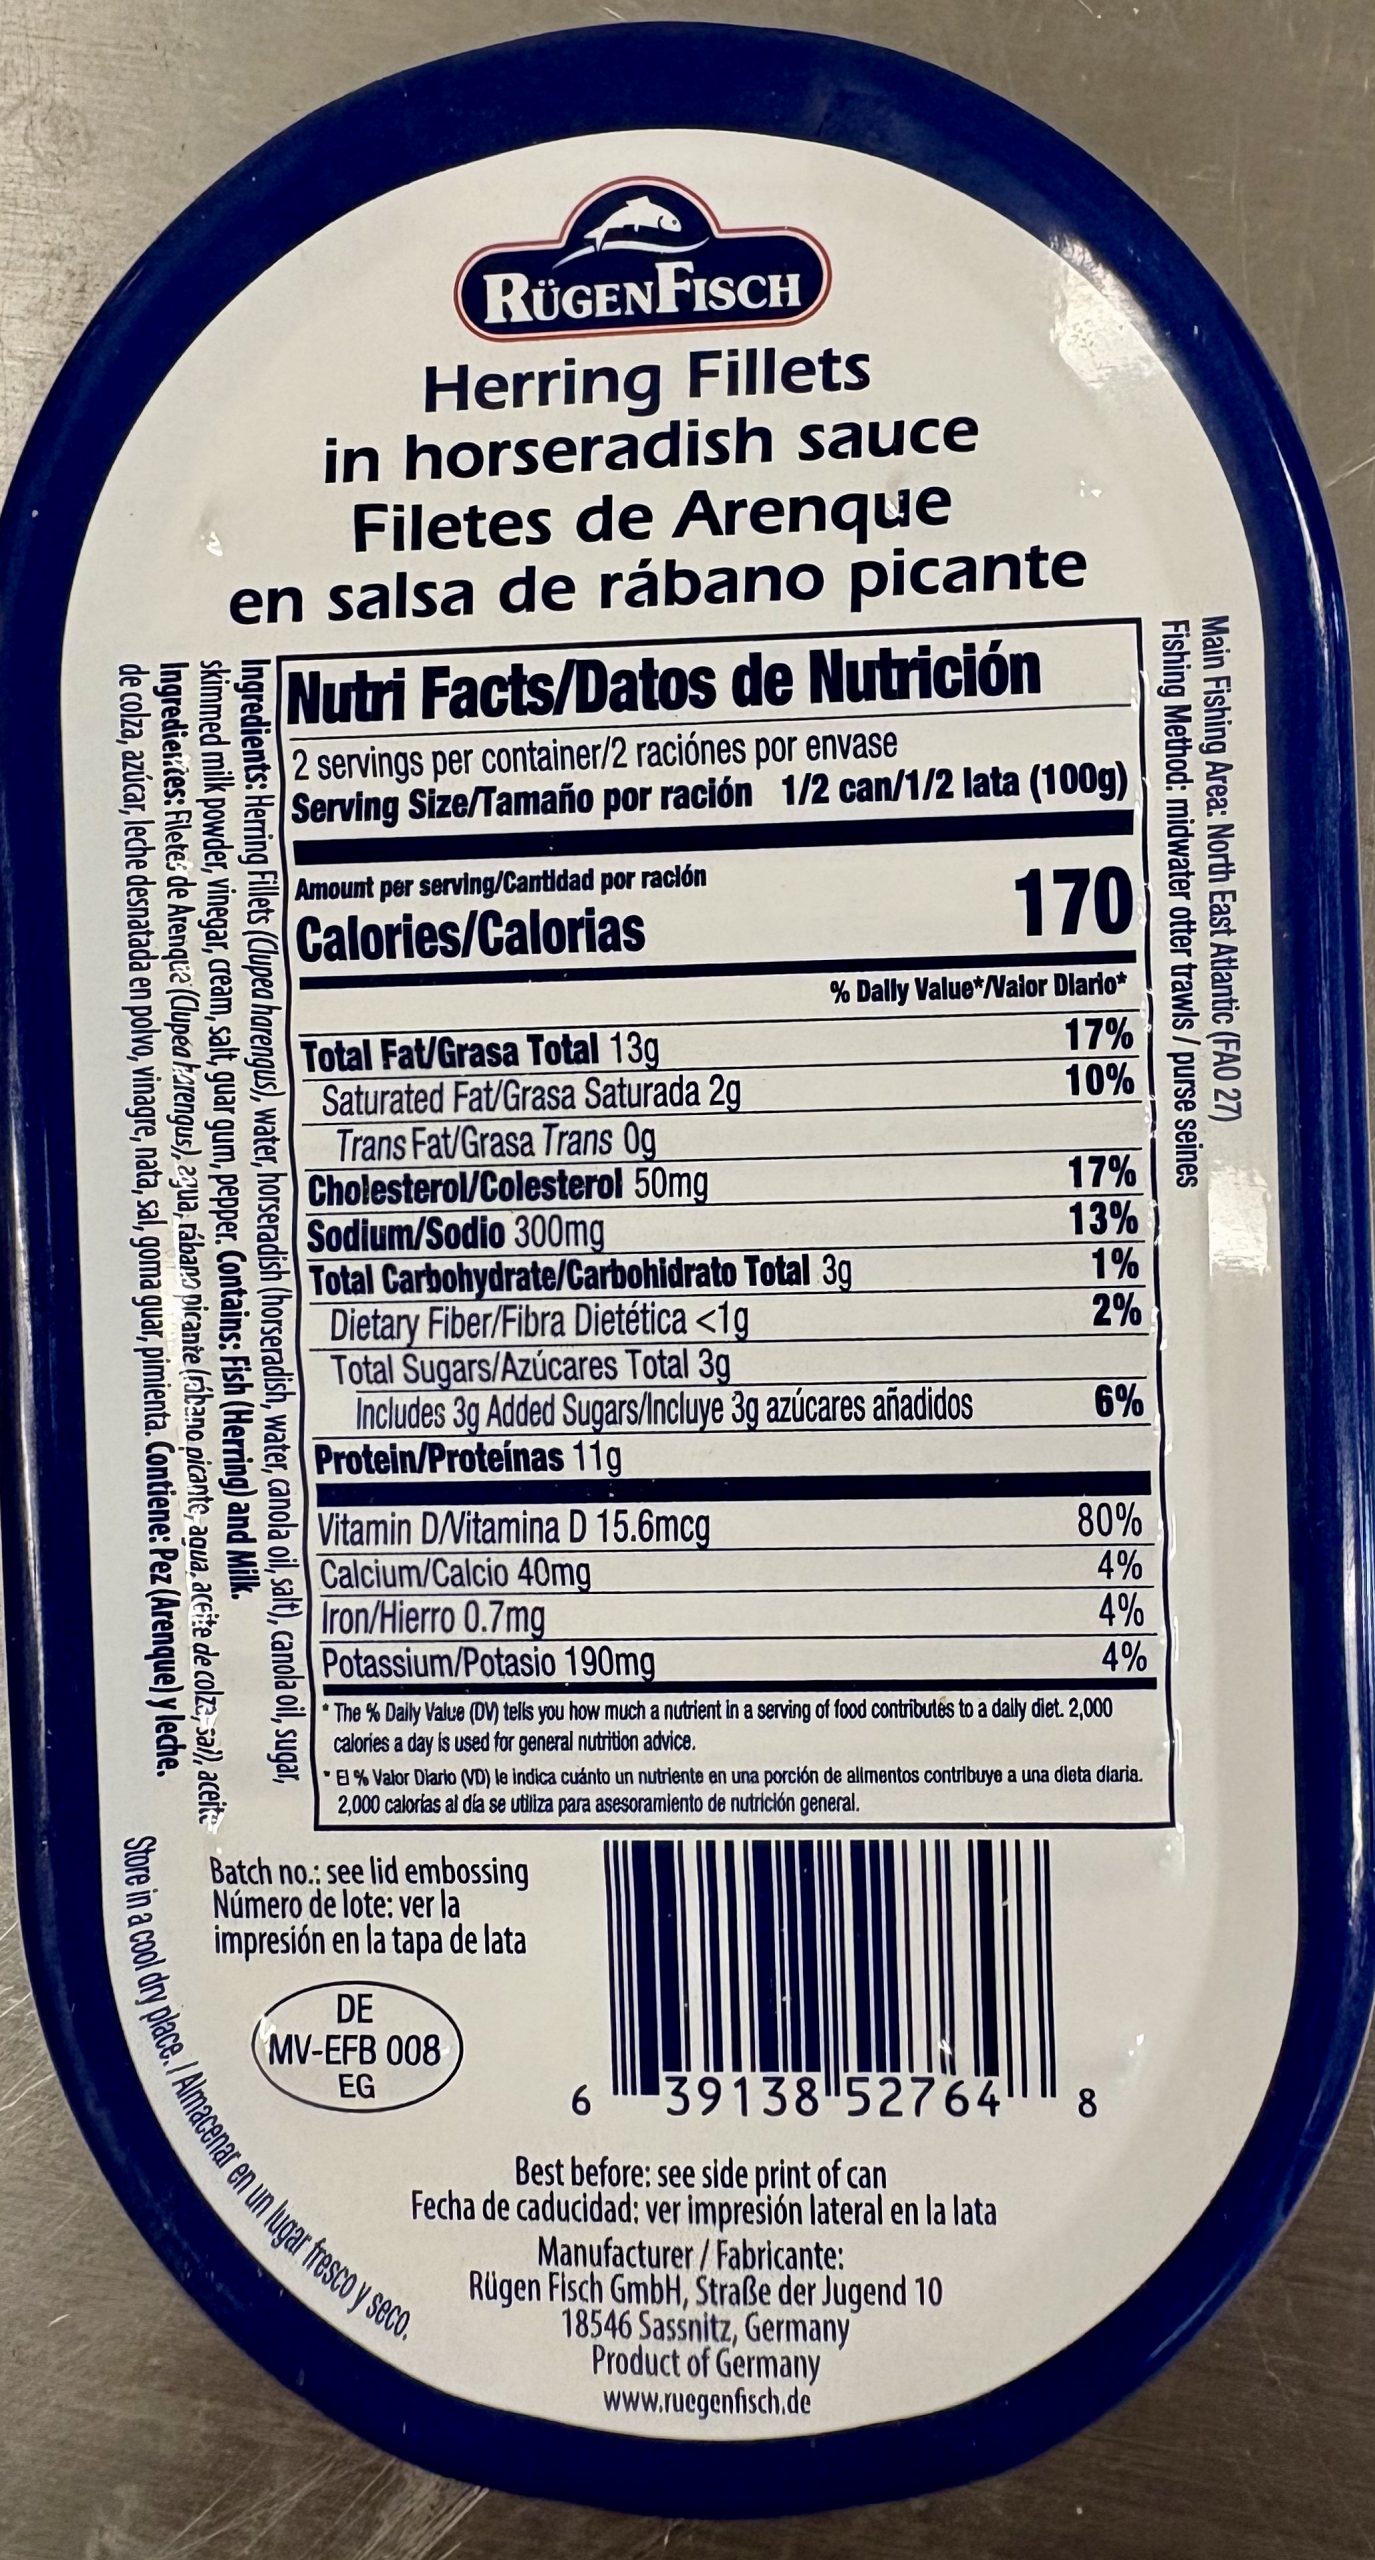 RÜGENFISCH
Herring Fillets
in horseradish sauce
Filetes de Arenque
en salsa de rábano picante
Nutri Facts/Datos de Nutrición
2 servings per container/2 raciónes por envase
Serving Size/Tamaño por ración 1/2 can/1/2 lata (100g)
Amount per serving/Cantidad por ración
Calories/Calorias 170
% Daily Value*/Valor Diario*
Total Fat/Grasa Total 13g 17%
Saturated Fat/Grasa Saturada 2g 10%
Trans Fat/Grasa Trans 0g
Cholesterol/Colesterol 50mg 17%
Sodium/Sodio 300mg 13%
Total Carbohydrate/Carbohidrato Total 3g 1%
Dietary Fiber/Fibra Dietética <1g 2%
Total Sugars/Azúcares Total 3g
Includes 3g Added Sugars/Incluye 3g azúcares añadidos 6%
Protein/Proteínas 11g
Vitamin D/Vitamina D 15.6mcg 80%
Calcium/Calcio 40mg 4%
Iron/Hierro 0.7mg 4%
Potassium/Potasio 190mg 4%
* The % Daily Value (DV) tells you how much a nutrient in a serving of food contributes to a daily diet. 2,000
calories a day is used for general nutrition advice.
* El % Valor Diario (VD) le indica cuánto un nutriente en una porción de alimentos contribuye a una dieta diaria.
2,000 calorías al día se utiliza para asesoramiento de nutrición general.
Main Fishing Area: North East Atlantic (FAO 27)
Fishing Method: midwater otter trawls / purse seines
Ingredients: Herring Fillets (Clupea harengus), water, horseradish (horseradish, water, canola oil, salt), canola oil, sugar,
skimmed milk powder, vinegar, cream, salt, guar gum, pepper. Contains: Fish (Herring) and Milk.
Ingredientes: Filetes de Arenque (Clupea harengus), agua, rábano picante (rábano picante, agua, aceite de colza, sal), aceite
de colza, azúcar, leche desnatada en polvo, vinagre, nata, sal, goma guar, pimienta. Contiene: Pez (Arenque) y leche.
Store in a cool dry place. / Almacenar en un lugar fresco y seco.
Batch no.: see lid embossing
Número de lote: ver la
impresión en la tapa de lata
DE
MV-EFB 008
EG
6 39138 52764 8
Best before: see side print of can
Fecha de caducidad: ver impresión lateral en la lata
Manufacturer / Fabricante:
Rügen Fisch GmbH, Straße der Jugend 10
18546 Sassnitz, Germany
Product of Germany
www.ruegenfisch.de